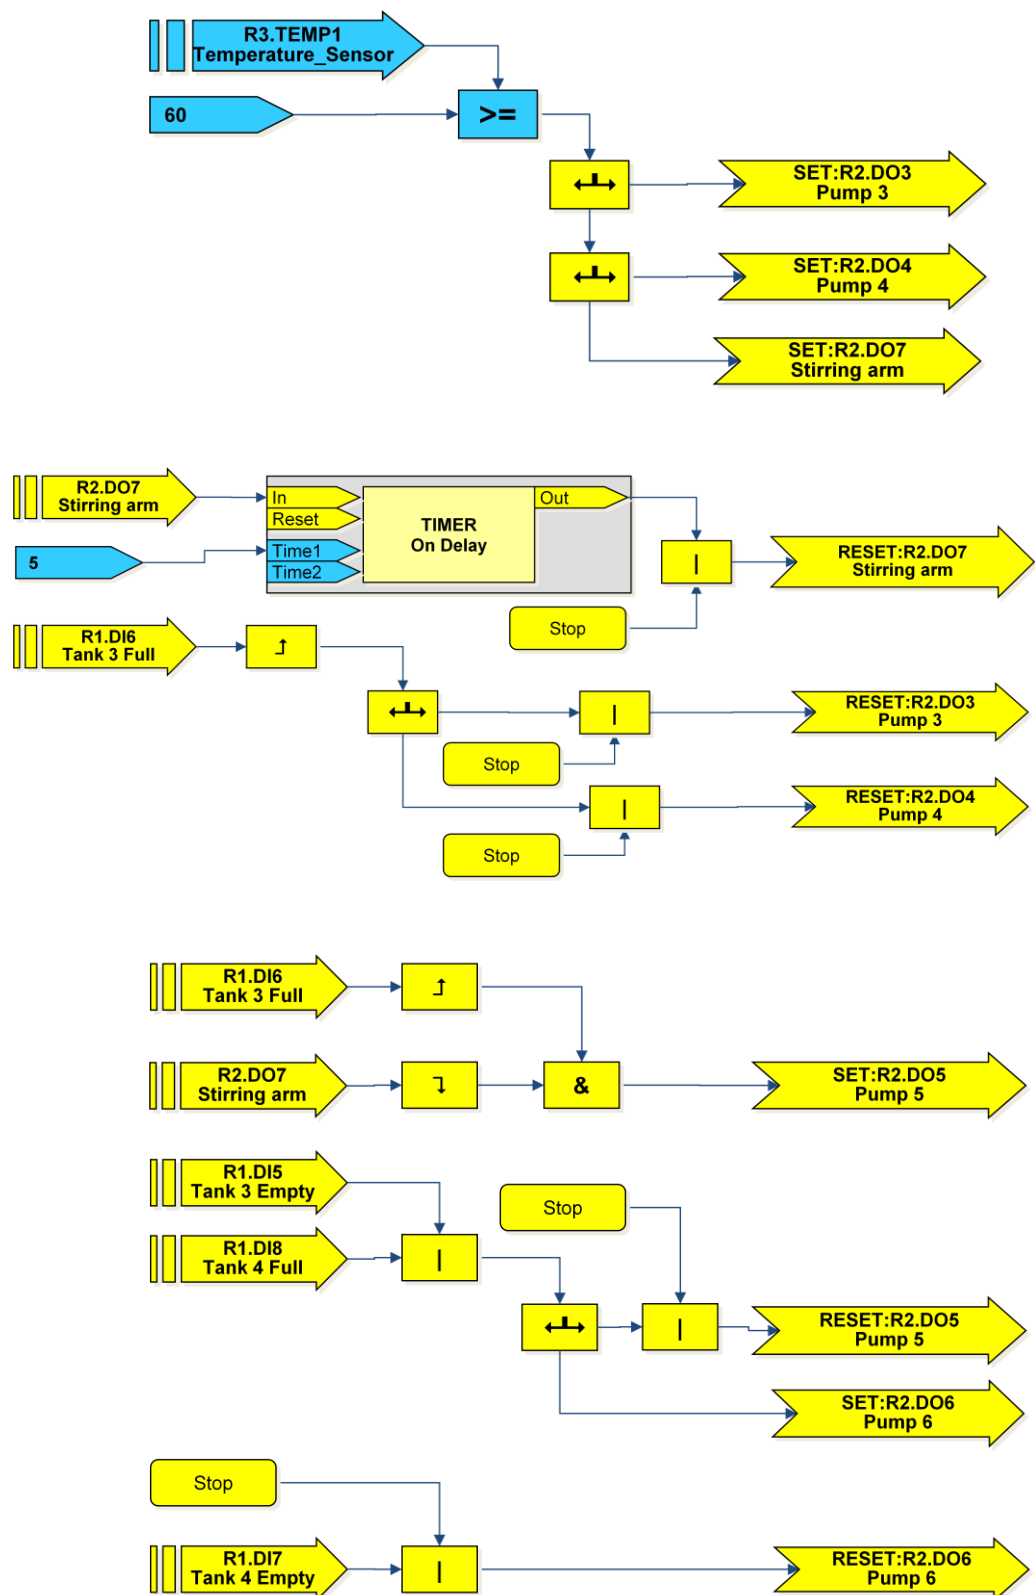 R3.TEMP1
Temperature_Sensor
60
>=
SET:R2.DO3
Pump 3
SET:R2.DO4
Pump 4
SET:R2.DO7
Stirring arm
R2.DO7
Stirring arm
In
Reset
Time1
Time2
TIMER
On Delay
Out
5
|
RESET:R2.DO7
Stirring arm
Stop
R1.DI6
Tank 3 Full
|
RESET:R2.DO3
Pump 3
Stop
|
RESET:R2.DO4
Pump 4
Stop
R1.DI6
Tank 3 Full
R2.DO7
Stirring arm
&
SET:R2.DO5
Pump 5
R1.DI5
Tank 3 Empty
Stop
R1.DI8
Tank 4 Full
|
|
RESET:R2.DO5
Pump 5
SET:R2.DO6
Pump 6
Stop
R1.DI7
Tank 4 Empty
|
RESET:R2.DO6
Pump 6